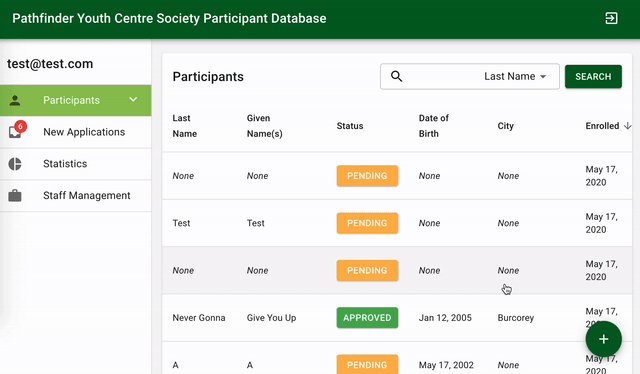 Pathfinder Youth Centre Society Participant Database
test@test.com
Participants
6
New Applications
Statistics
Staff Management
Participants
Last Name
SEARCH
Last Name
Given Name(s)
Status
Date of Birth
City
Enrolled
None
None
PENDING
None
None
May 17, 2020
Test
Test
PENDING
None
None
May 17, 2020
None
None
PENDING
None
None
May 17, 2020
Never Gonna
Give You Up
APPROVED
Jan 12, 2005
Burcorey
May 17,
A
A
PENDING
May 17, 2002
None
May 17,